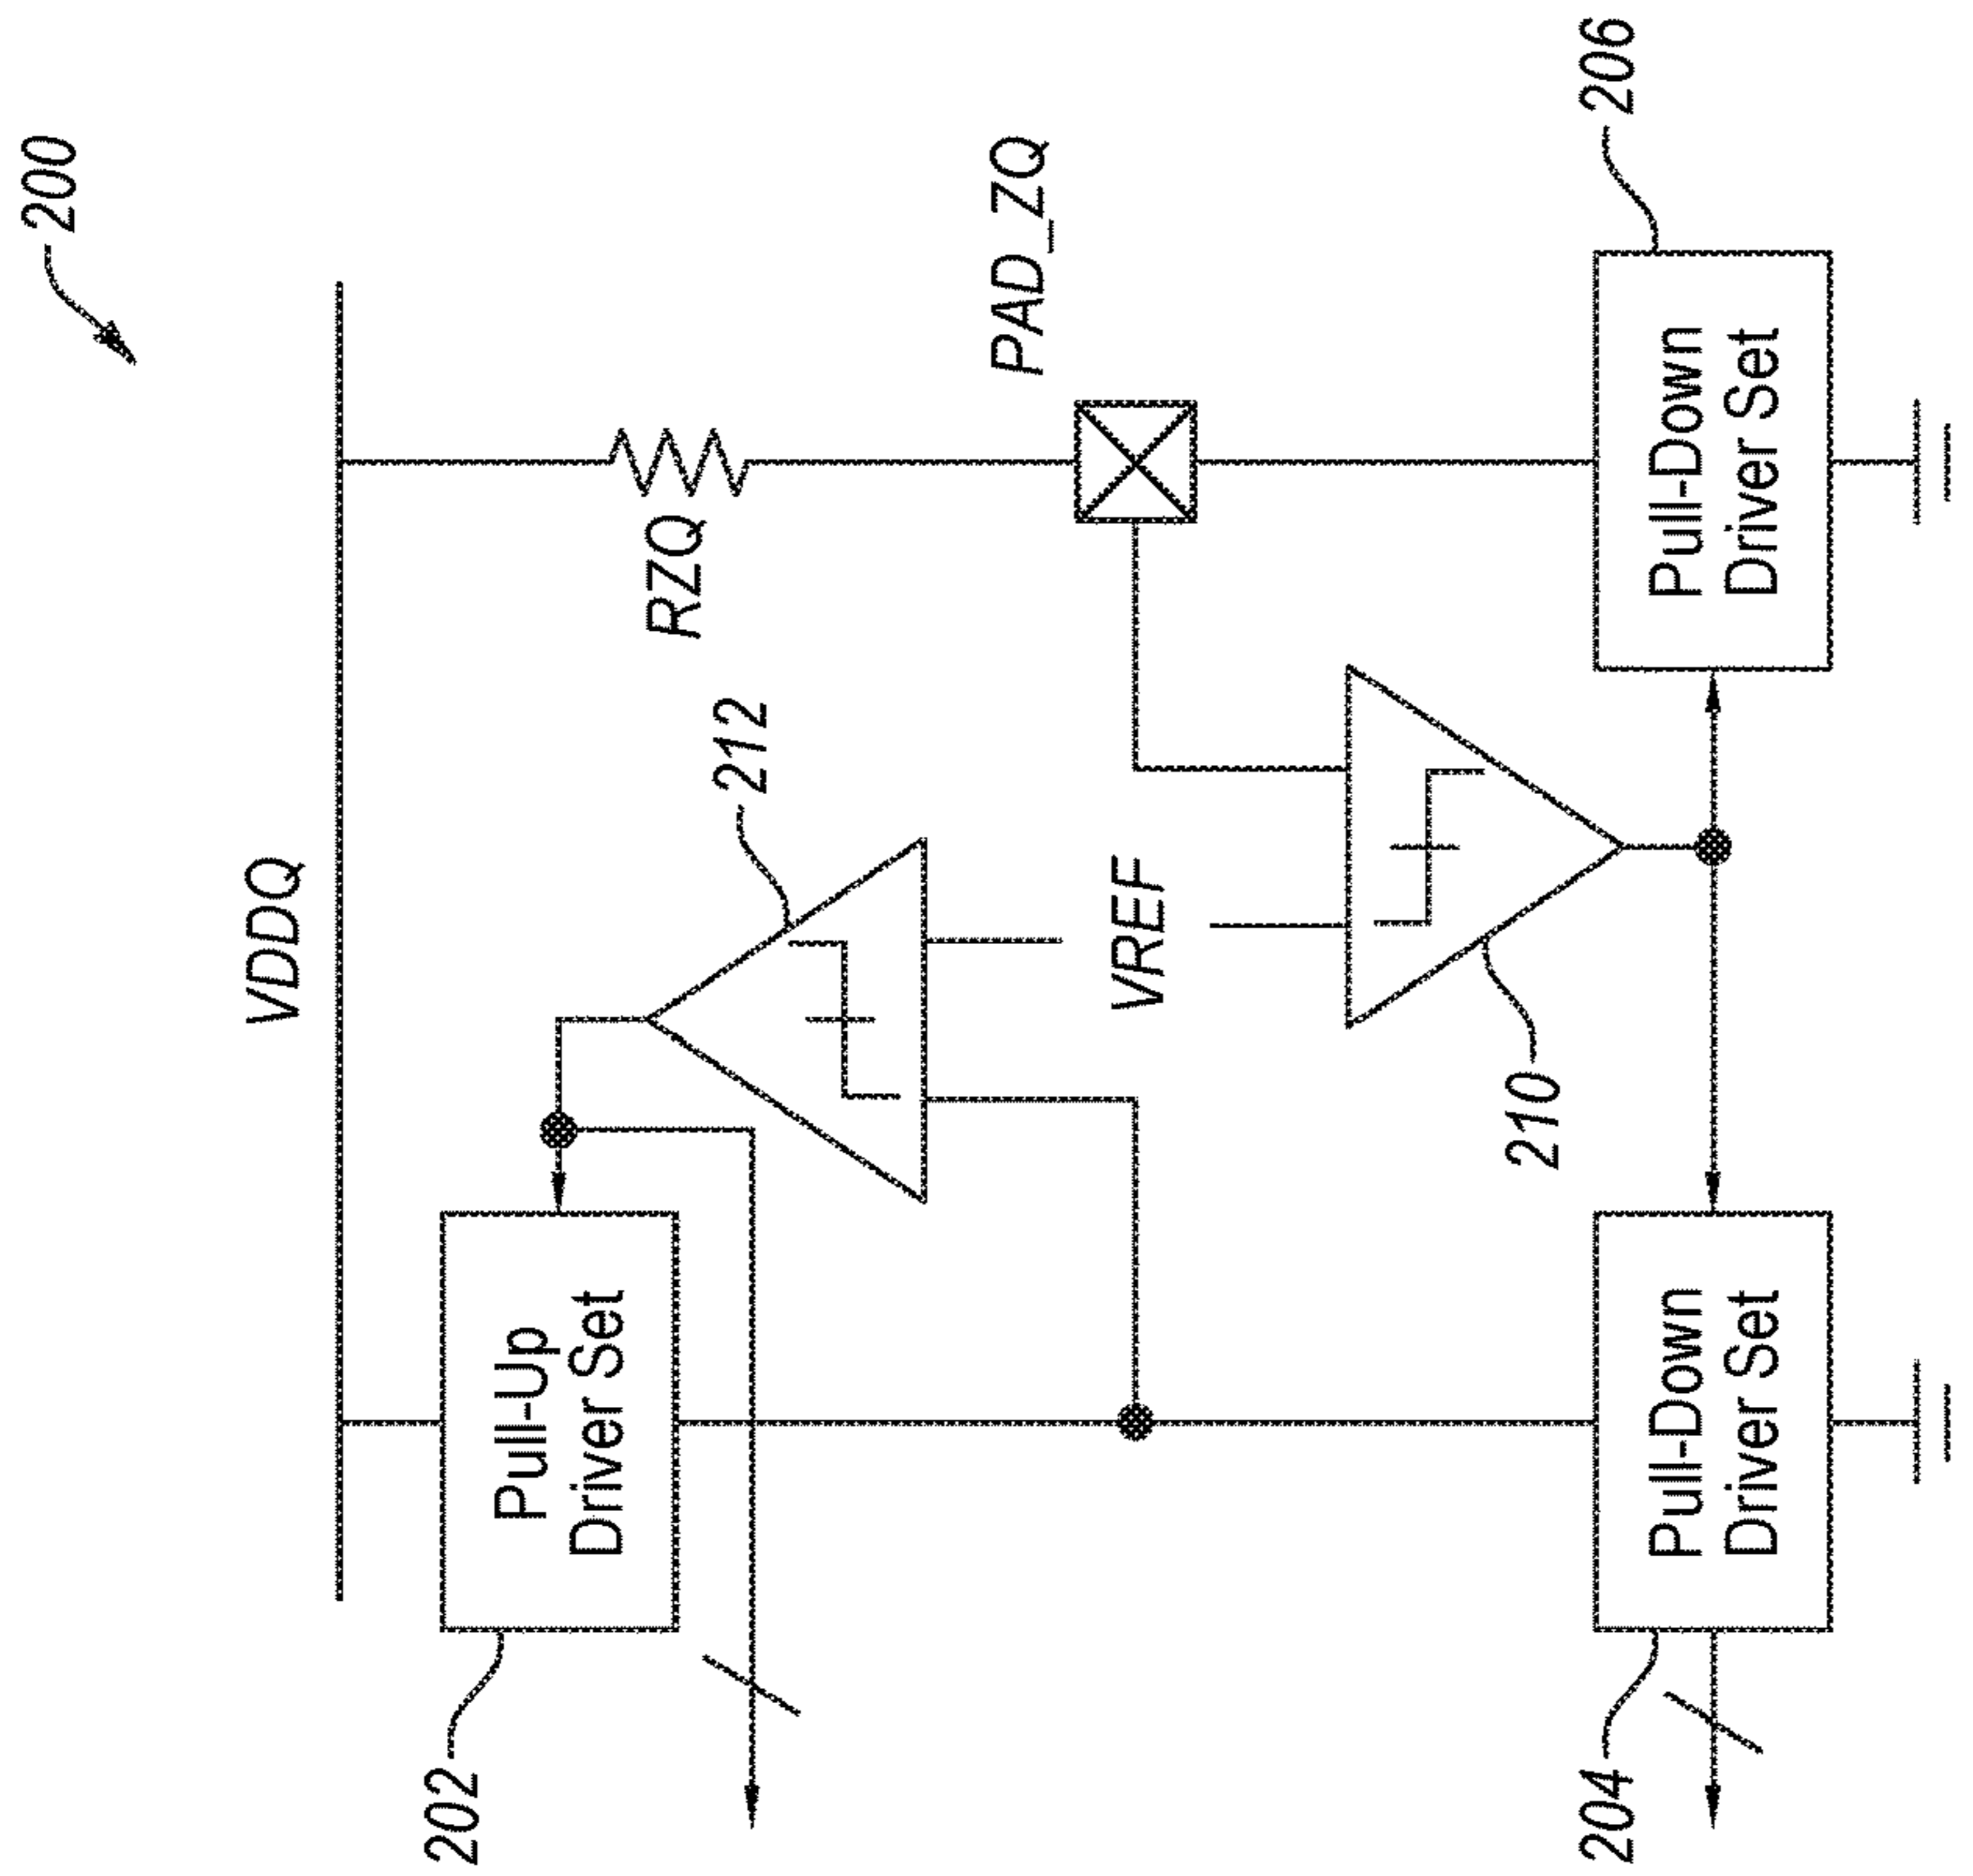 200
VDDQ
202
Pull-Up
Driver Set
212
RZQ
VREF
PAD_ZQ
210
204
Pull-Down
Driver Set
Pull-Down
Driver Set
206